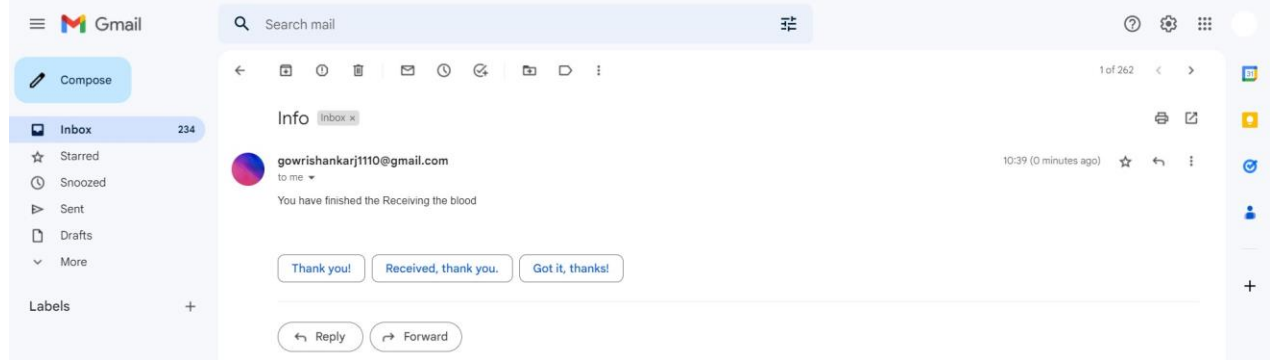 Gmail
Search mail
Compose
1 of 262
31
Info Inbox ×
Inbox 234
Starred
gowrishankarj1110@gmail.com 10:39 (0 minutes ago)
to me
Snoozed
You have finished the Receiving the blood
Sent
Drafts
More
Thank you! Received, thank you. Got it, thanks!
Labels +
Reply Forward